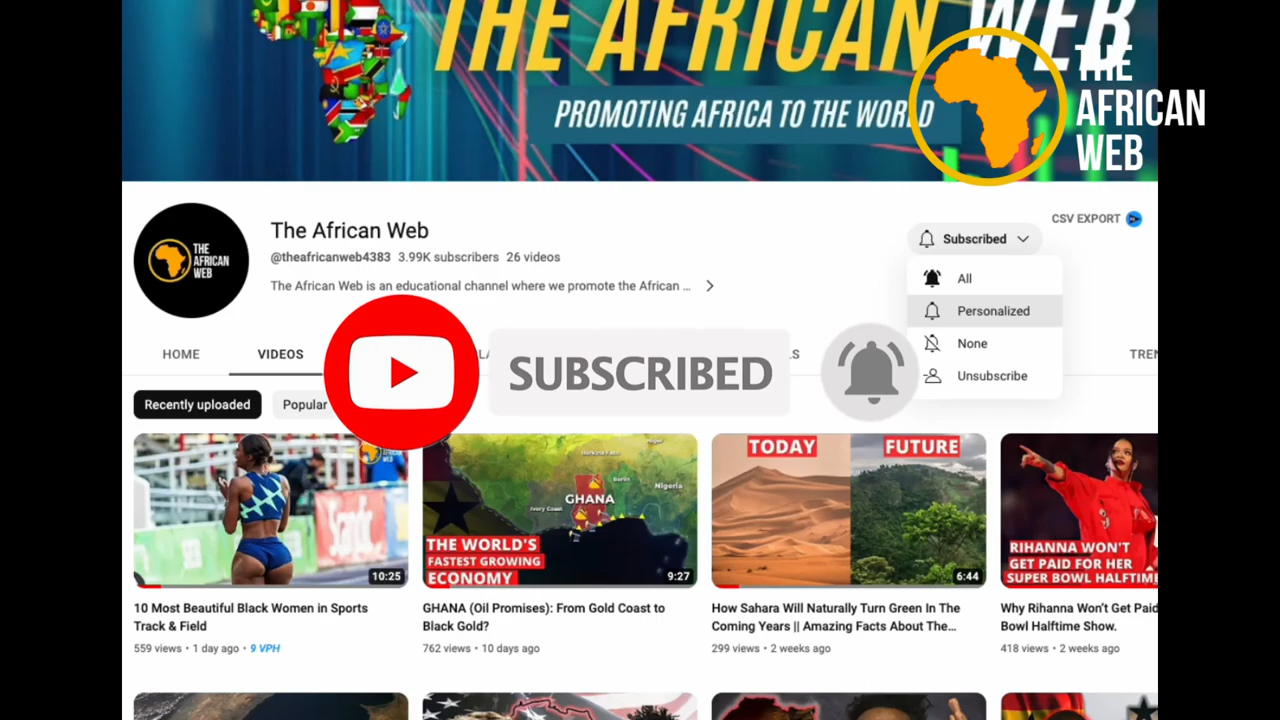 THE AFRICAN WEB
PROMOTING AFRICA TO THE WORLD
THE
AFRICAN
WEB
CSV EXPORT
THE
AFRICAN
WEB
The African Web
@theafricanweb4383 3.99K subscribers 26 videos
The African Web is an educational channel where we promote the African ...
Subscribed
All
Personalized
None
Unsubscribe
HOME
VIDEOS
SUBSCRIBED
Recently uploaded
Popular
10:25
Burkina Faso
Niger
Benin
Nigeria
GHANA
Ivory Coast
THE WORLD'S
FASTEST GROWING
ECONOMY
9:27
TODAY
FUTURE
6:44
RIHANNA WON'T
GET PAID FOR HER
SUPER BOWL HALFTIME
10 Most Beautiful Black Women in Sports
Track & Field
559 views • 1 day ago • 9 VPH
GHANA (Oil Promises): From Gold Coast to
Black Gold?
762 views • 10 days ago
How Sahara Will Naturally Turn Green In The
Coming Years || Amazing Facts About The...
299 views • 2 weeks ago
Why Rihanna Won't Get Paid
Bowl Halftime Show.
418 views • 2 weeks ago